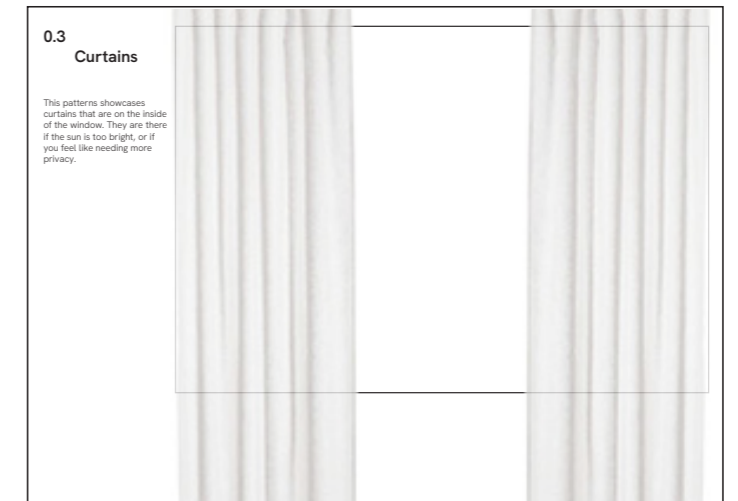 0.3
Curtains
This patterns showcases
curtains that are on the inside
of the window. They are there
if the sun is too bright, or if
you feel like needing more
privacy.